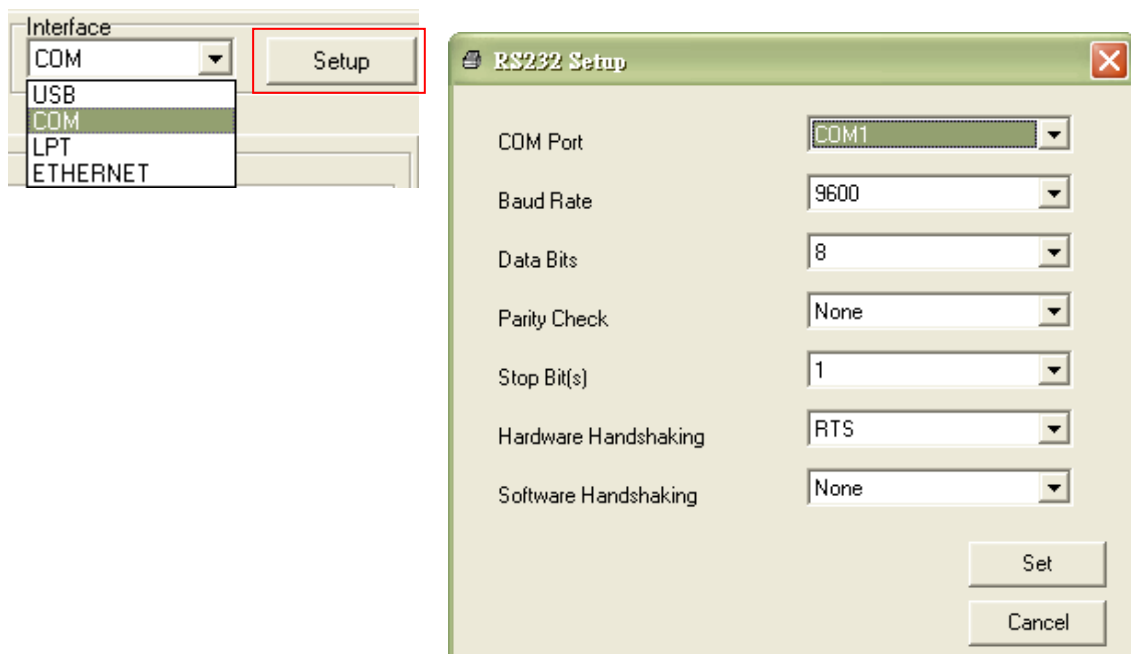 Interface
COM
Setup
USB
COM
LPT
ETHERNET
RS232 Setup
COM Port
COM1
Baud Rate
9600
Data Bits
8
Parity Check
None
Stop Bit(s)
1
Hardware Handshaking
RTS
Software Handshaking
None
Set
Cancel